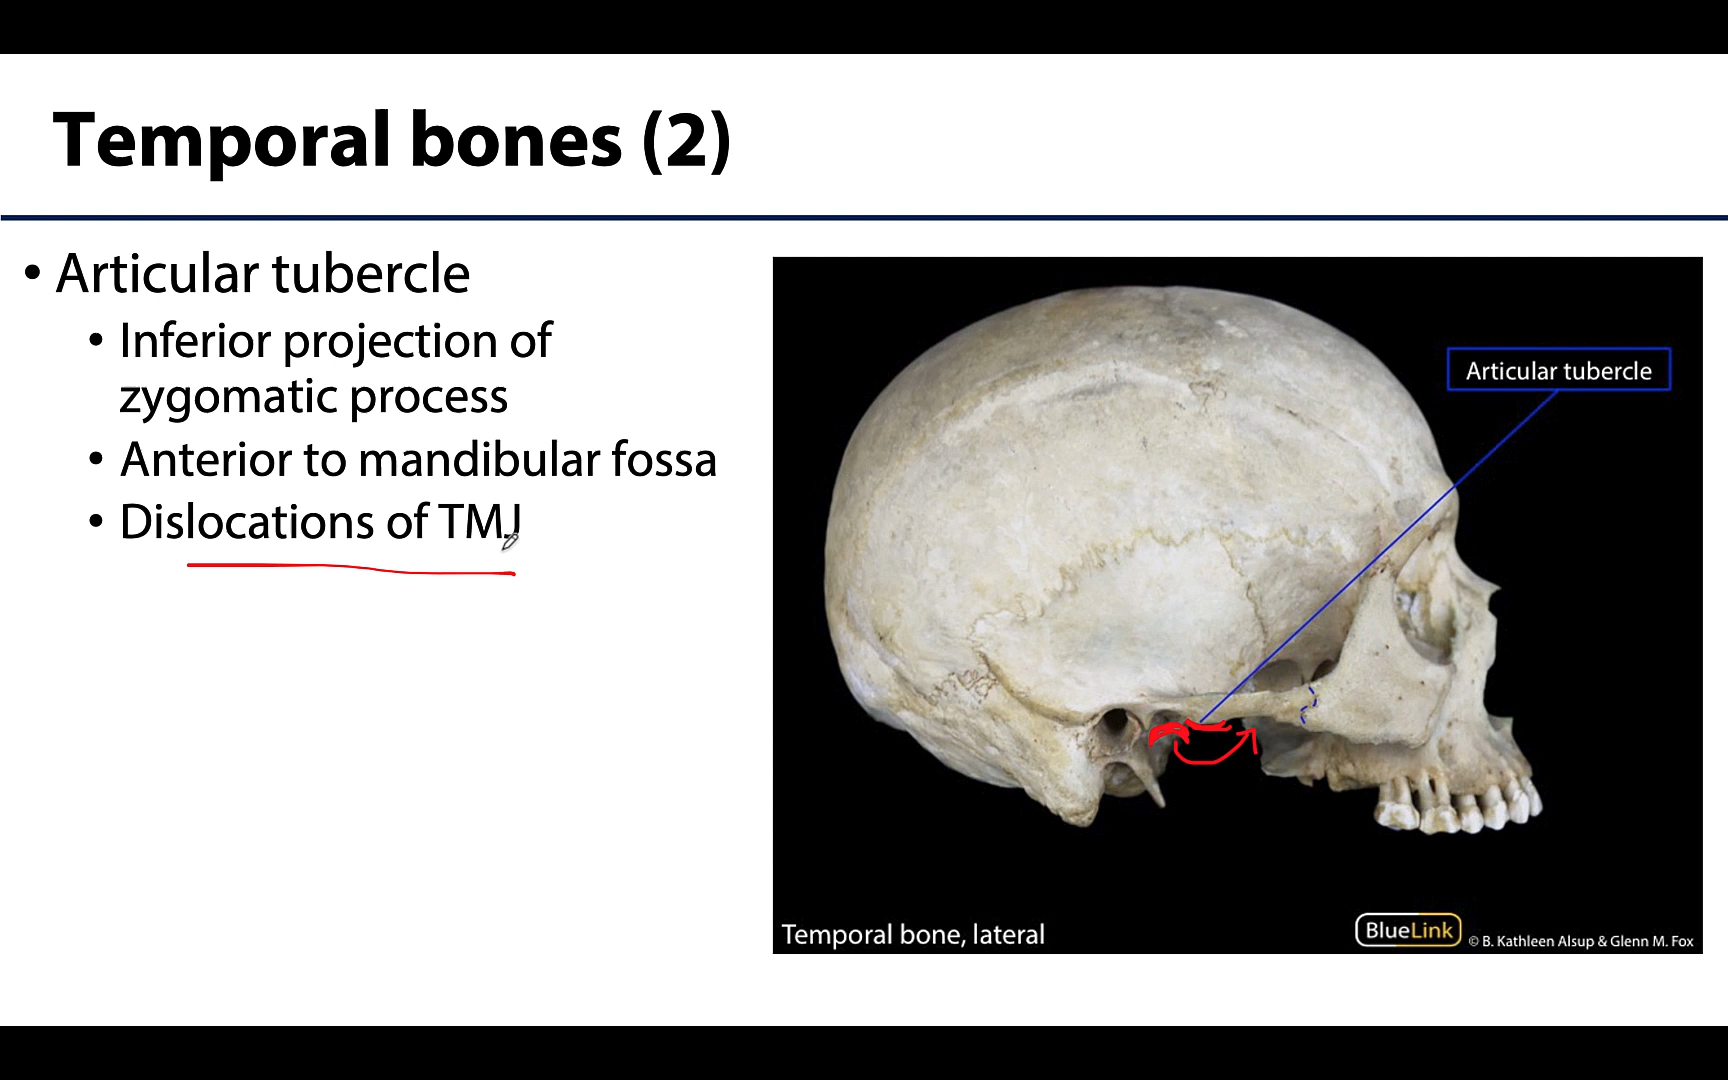 Temporal bones (2)
• Articular tubercle
• Inferior projection of
zygomatic process
• Anterior to mandibular fossa
• Dislocations of TMJ
Articular tubercle
Temporal bone, lateral
BlueLink
© B. Kathleen Alsup & Glenn M. Fox